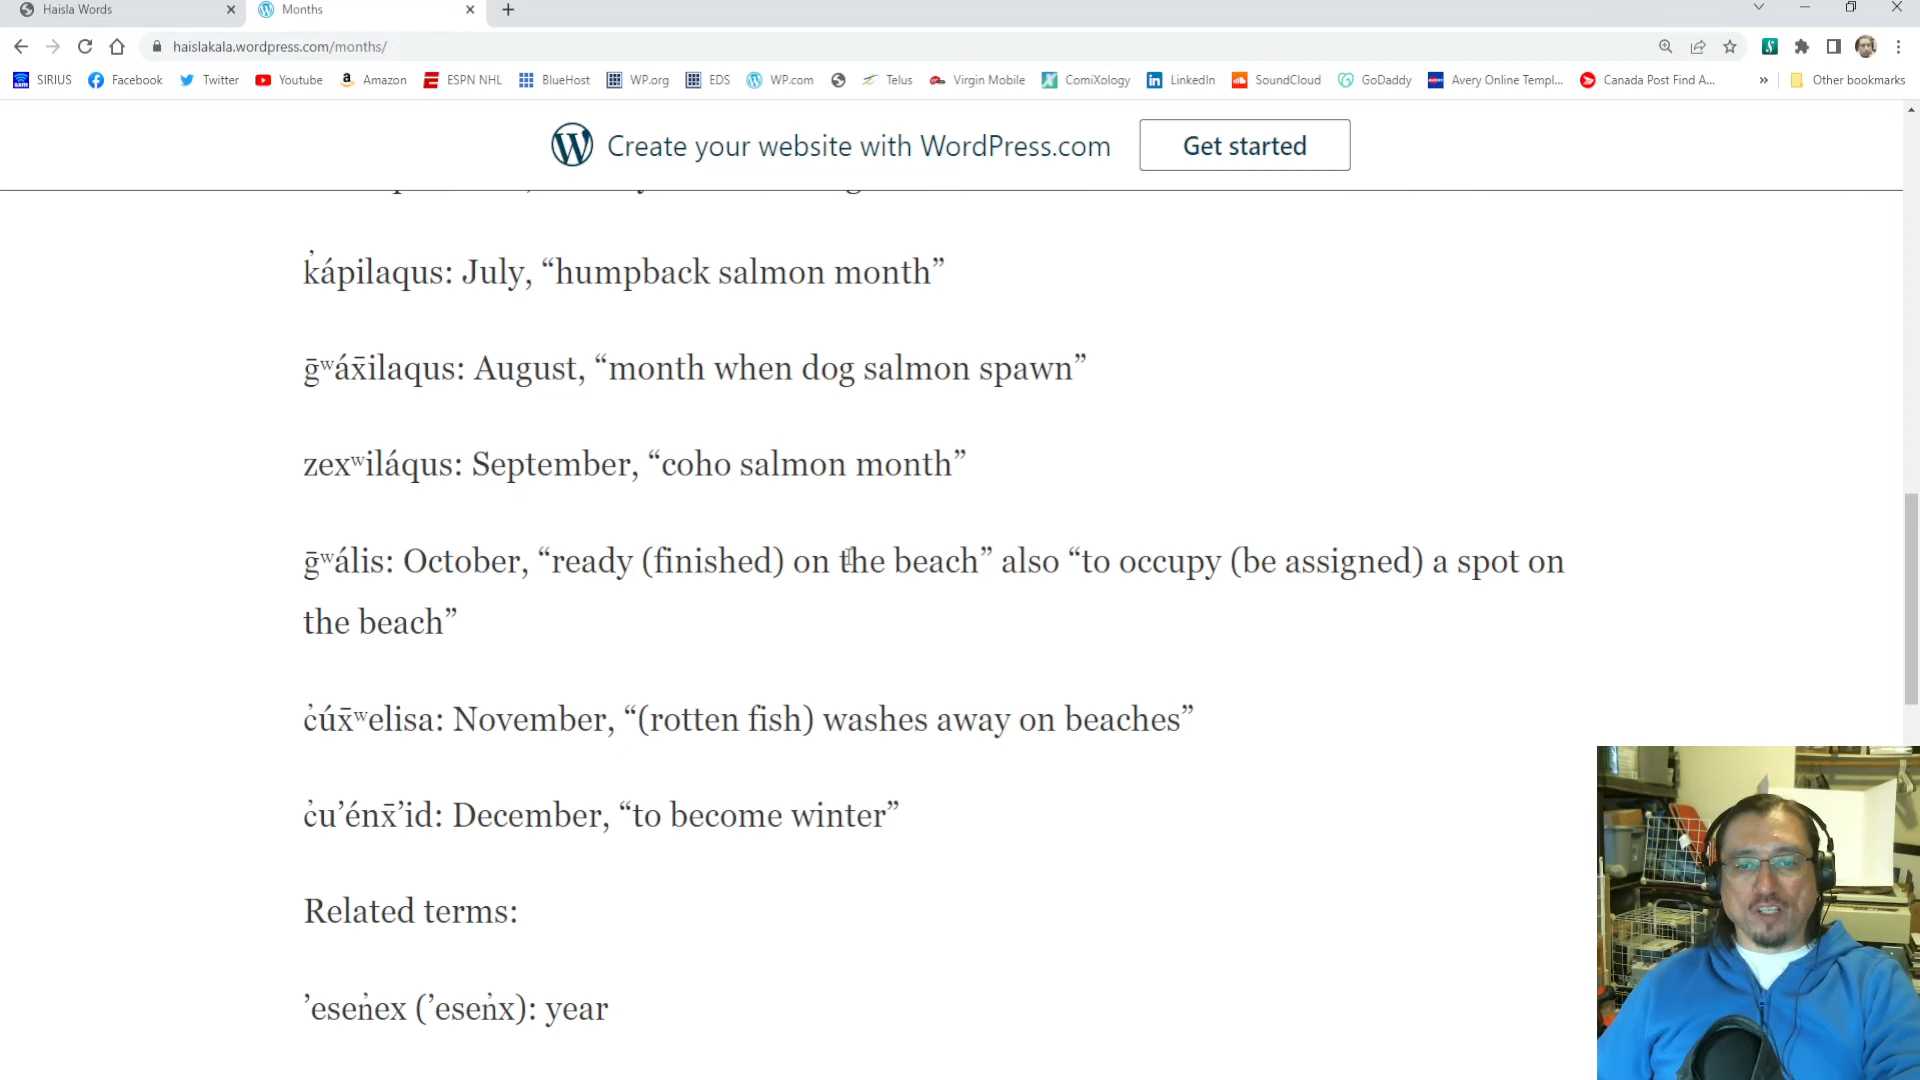 Haisla Words
Months
haislakala.wordpress.com/months/
SIRIUS Facebook Twitter Youtube Amazon ESPN NHL BlueHost WP.org EDS WP.com Telus Virgin Mobile ComiXology LinkedIn SoundCloud GoDaddy Avery Online Templ... Canada Post Find A... » Other bookmarks
Create your website with WordPress.com Get started
k̓ápilaqus: July, “humpback salmon month”
ḡʷáx̄ilaqus: August, “month when dog salmon spawn”
zexʷiláqus: September, “coho salmon month”
ḡʷális: October, “ready (finished) on the beach” also “to occupy (be assigned) a spot on
the beach”
c̓úx̄ʷelisa: November, “(rotten fish) washes away on beaches”
c̓u’énx̄’id: December, “to become winter”
Related terms:
’esen̓ex (’esen̓x): year